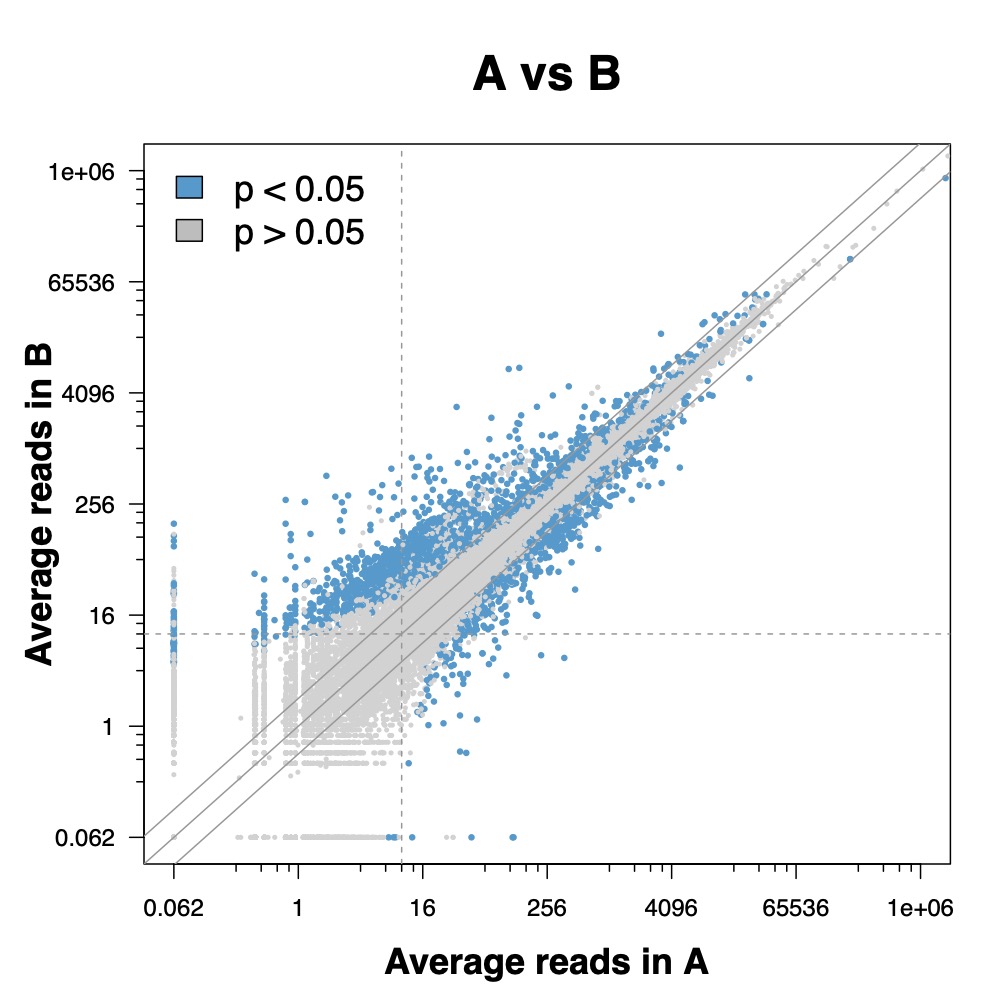 A vs B
p < 0.05
p > 0.05
1e+06
65536
4096
256
16
1
0.062
Average reads in B
0.062 1 16 256 4096 65536 1e+06
Average reads in A